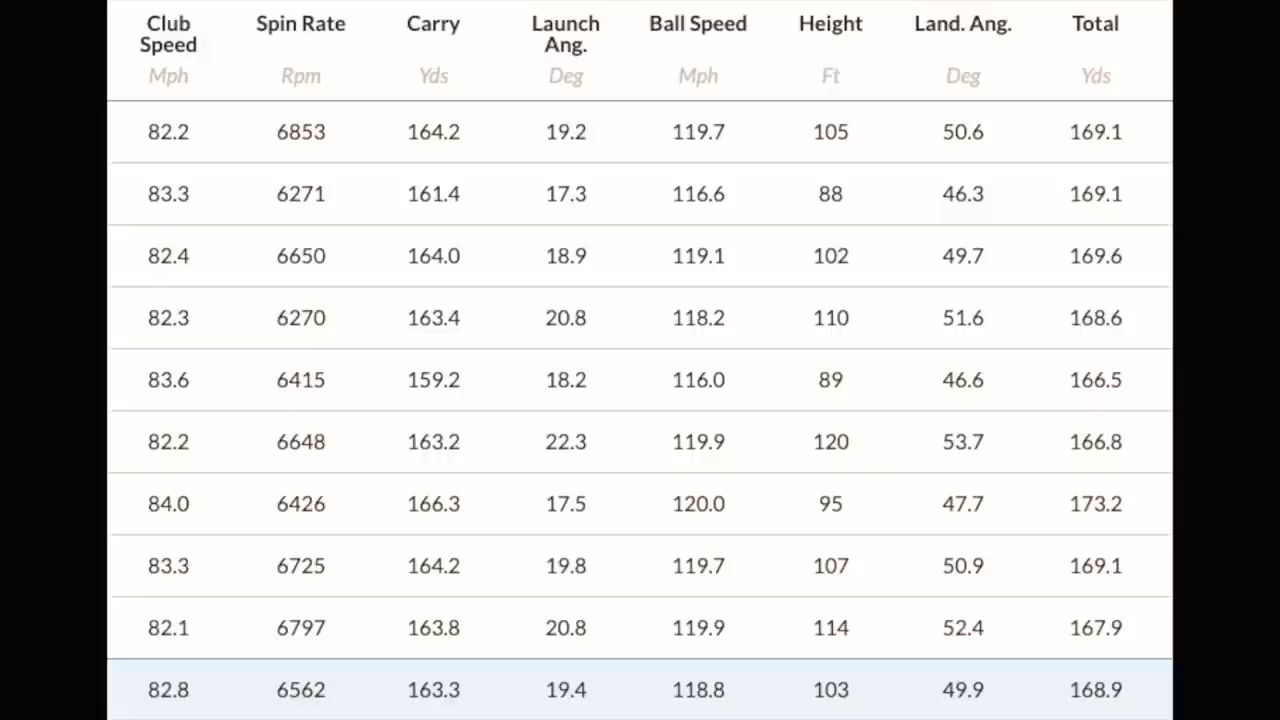 Club Speed Spin Rate Carry Launch Ang. Ball Speed Height Land. Ang. Total
Mph Rpm Yds Deg Mph Ft Deg Yds
82.2 6853 164.2 19.2 119.7 105 50.6 169.1
83.3 6271 161.4 17.3 116.6 88 46.3 169.1
82.4 6650 164.0 18.9 119.1 102 49.7 169.6
82.3 6270 163.4 20.8 118.2 110 51.6 168.6
83.6 6415 159.2 18.2 116.0 89 46.6 166.5
82.2 6648 163.2 22.3 119.9 120 53.7 166.8
84.0 6426 166.3 17.5 120.0 95 47.7 173.2
83.3 6725 164.2 19.8 119.7 107 50.9 169.1
82.1 6797 163.8 20.8 119.9 114 52.4 167.9
82.8 6562 163.3 19.4 118.8 103 49.9 168.9